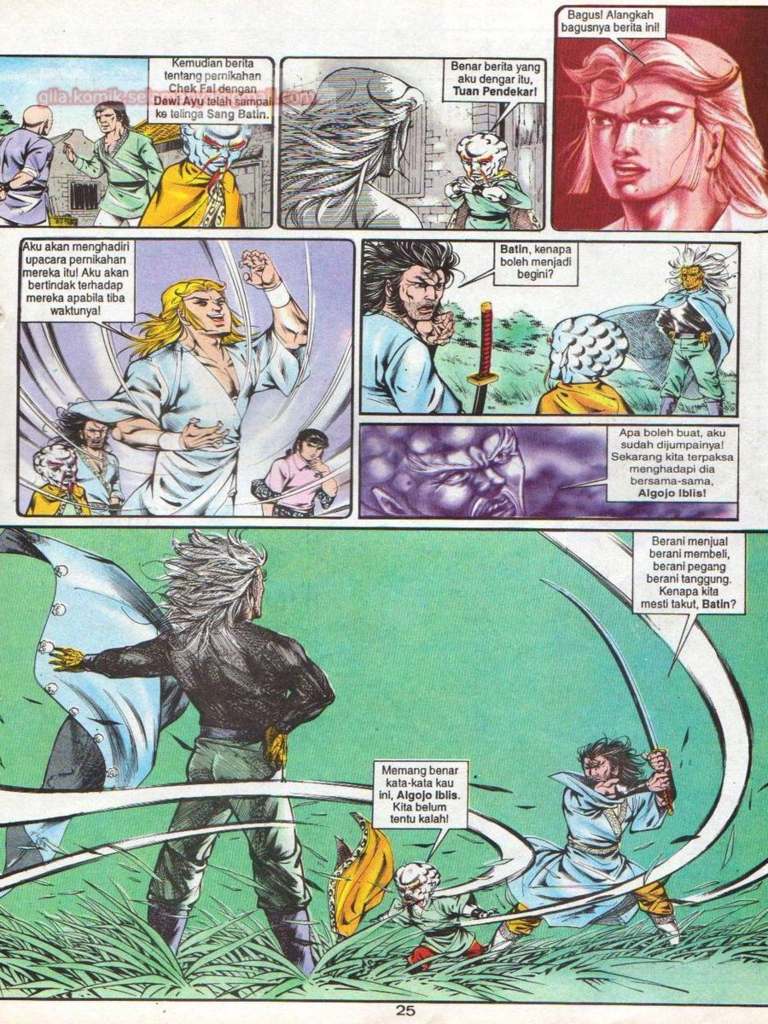 Kemudian berita
tentang pernikahan
Chek Fal dengan
Dewi Ayu telah sampai
ke telinga Sang Batin.
Benar berita yang
aku dengar itu,
Tuan Pendekar!
Bagus! Alangkah
bagusnya berita ini!
Aku akan menghadiri
upacara pernikahan
mereka itu! Aku akan
bertindak terhadap
mereka apabila tiba
waktunya!
Batin, kenapa
boleh menjadi
begini?
Apa boleh buat, aku
sudah dijumpainya!
Sekarang kita terpaksa
menghadapi dia
bersama-sama,
Algojo Iblis!
Berani menjual
berani membeli,
berani pegang
berani tanggung.
Kenapa kita
mesti takut, Batin?
Memang benar
kata-kata kau
ini, Algojo Iblis.
Kita belum
tentu kalah!
25